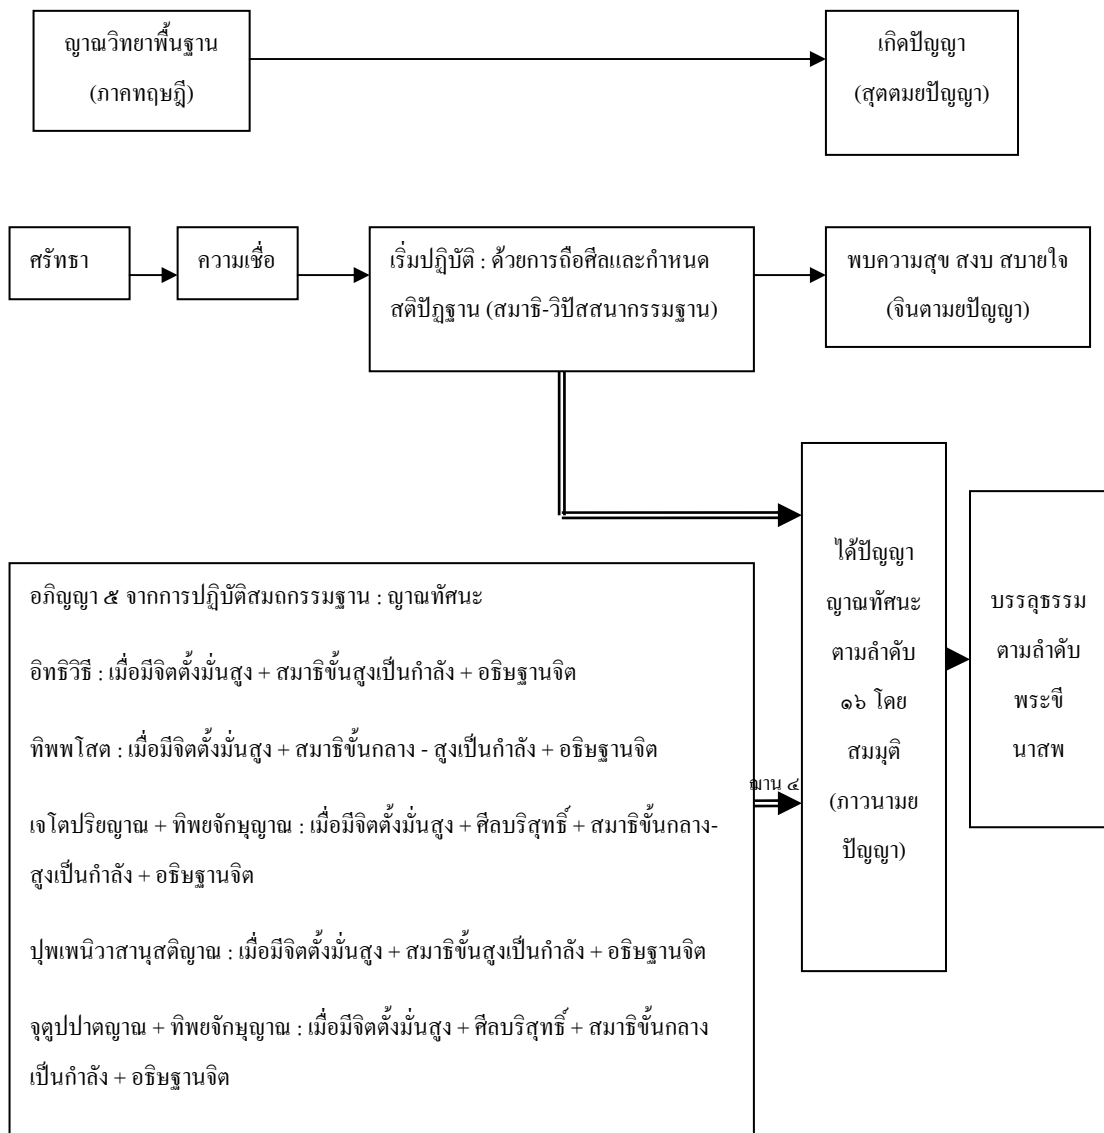 ญาณวิทยาพื้นฐาน
(ภาคทฤษฎี)
เกิดปัญญา
(สุตตมยปัญญา)
ศรัทธา
ความเชื่อ
เริ่มปฏิบัติ : ด้วยการถือศีลและกำหนด
สติปัฏฐาน (สมาธิ-วิปัสสนากรรมฐาน)
พบความสุข สงบ สบายใจ
(จินตามยปัญญา)
อภิญญา ๕ จากการปฏิบัติสมถกรรมฐาน : ญาณทัศนะ
อิทธิวิธี : เมื่อมีจิตตั้งมั่นสูง + สมาธิขั้นสูงเป็นกำลัง + อธิษฐานจิต
ทิพพโสต : เมื่อมีจิตตั้งมั่นสูง + สมาธิขั้นกลาง - สูงเป็นกำลัง + อธิษฐานจิต
เจโตปริยญาณ + ทิพยจักษุญาณ : เมื่อมีจิตตั้งมั่นสูง + ศีลบริสุทธิ์ + สมาธิขั้นกลาง-
สูงเป็นกำลัง + อธิษฐานจิต
ปุพเพนิวาสานุสติญาณ : เมื่อมีจิตตั้งมั่นสูง + สมาธิขั้นสูงเป็นกำลัง + อธิษฐานจิต
จุตูปปาตญาณ + ทิพยจักษุญาณ : เมื่อมีจิตตั้งมั่นสูง + ศีลบริสุทธิ์ + สมาธิขั้นกลาง
เป็นกำลัง + อธิษฐานจิต
ฌาน ๔
ได้ปัญญา
ญาณทัศนะ
ตามลำดับ
๑๖ โดย
สมมุติ
(ภาวนามย
ปัญญา)
บรรลุธรรม
ตามลำดับ
พระขี
นาสพ